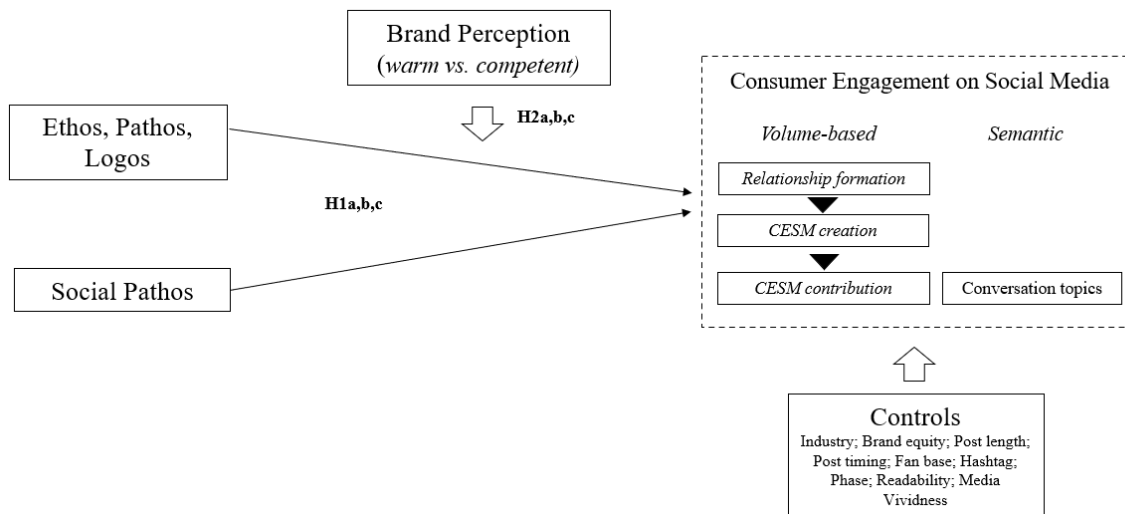 Brand Perception
(warm vs. competent)
H2a,b,c
Ethos, Pathos,
Logos
H1a,b,c
Social Pathos
Consumer Engagement on Social Media
Volume-based
Semantic
Relationship formation
CESM creation
CESM contribution
Conversation topics
Controls
Industry; Brand equity; Post length;
Post timing; Fan base; Hashtag;
Phase; Readability; Media
Vividness